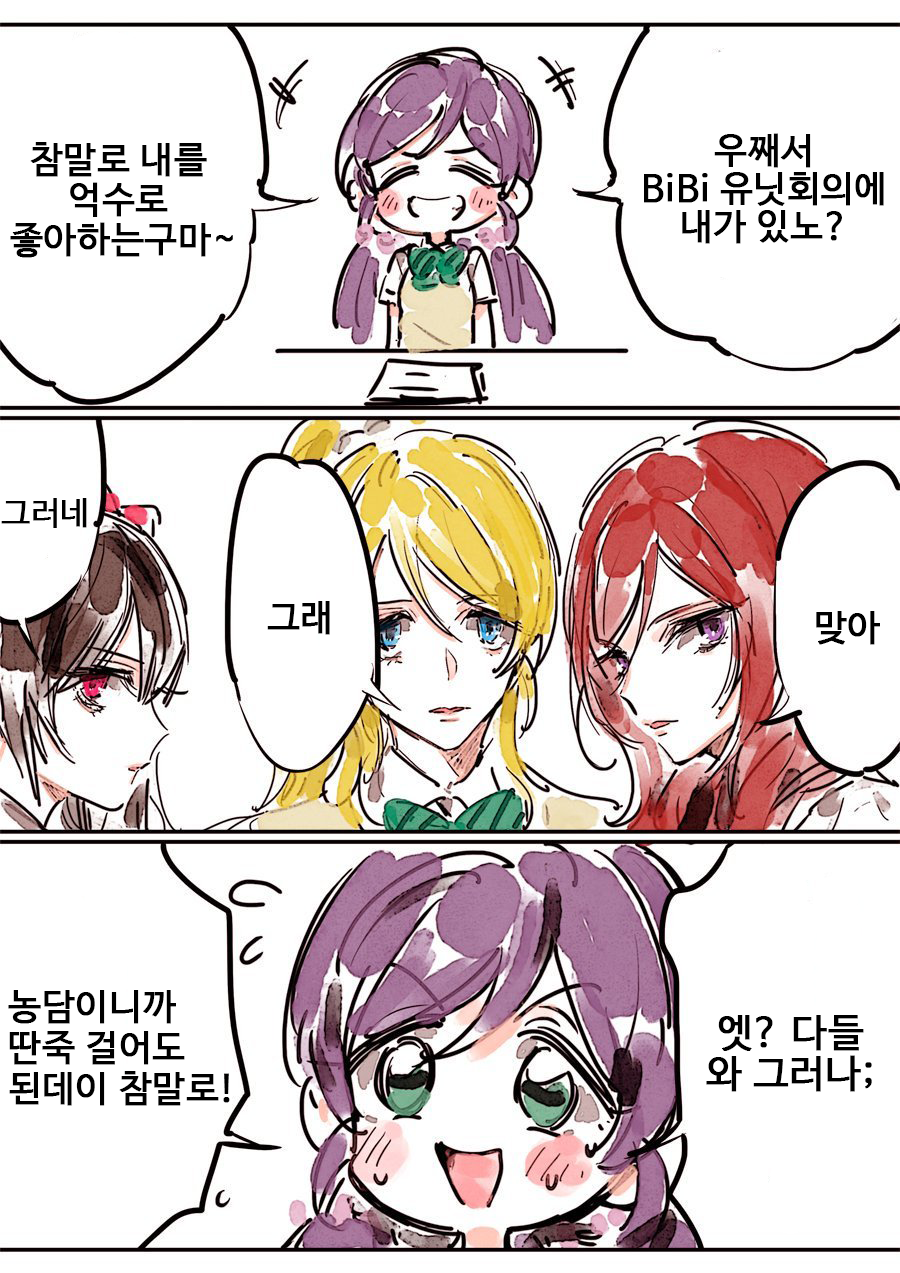 우째서
BiBi 유닛회의에
내가 있노?
참말로 내를
억수로
좋아하는구마~
맞아
그래
그러네
엣? 다들
와 그러나;
농담이니까
딴죽 걸어도
된데이 참말로!